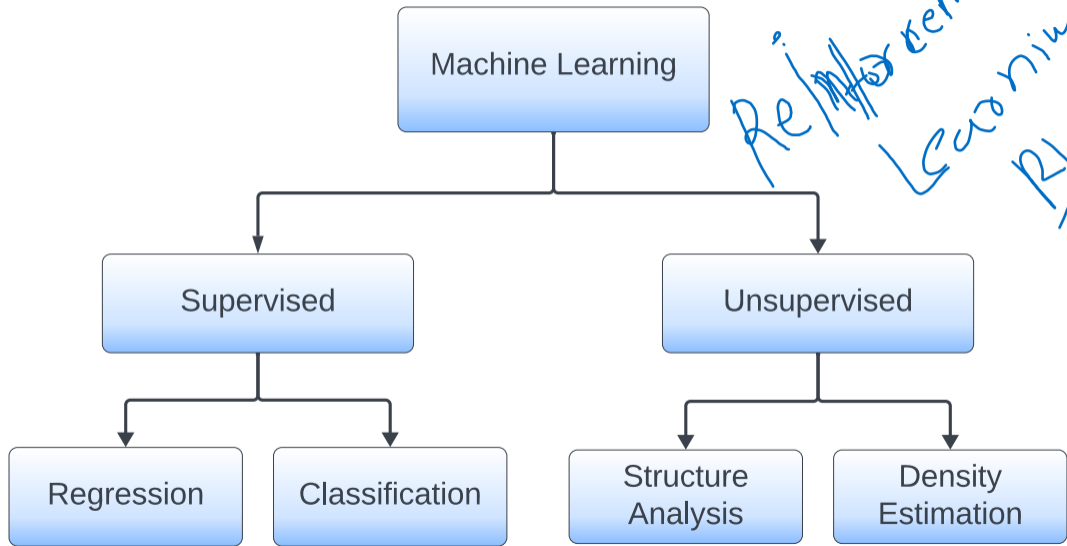 Machine Learning
Supervised
Unsupervised
Regression
Classification
Structure
Analysis
Density
Estimation